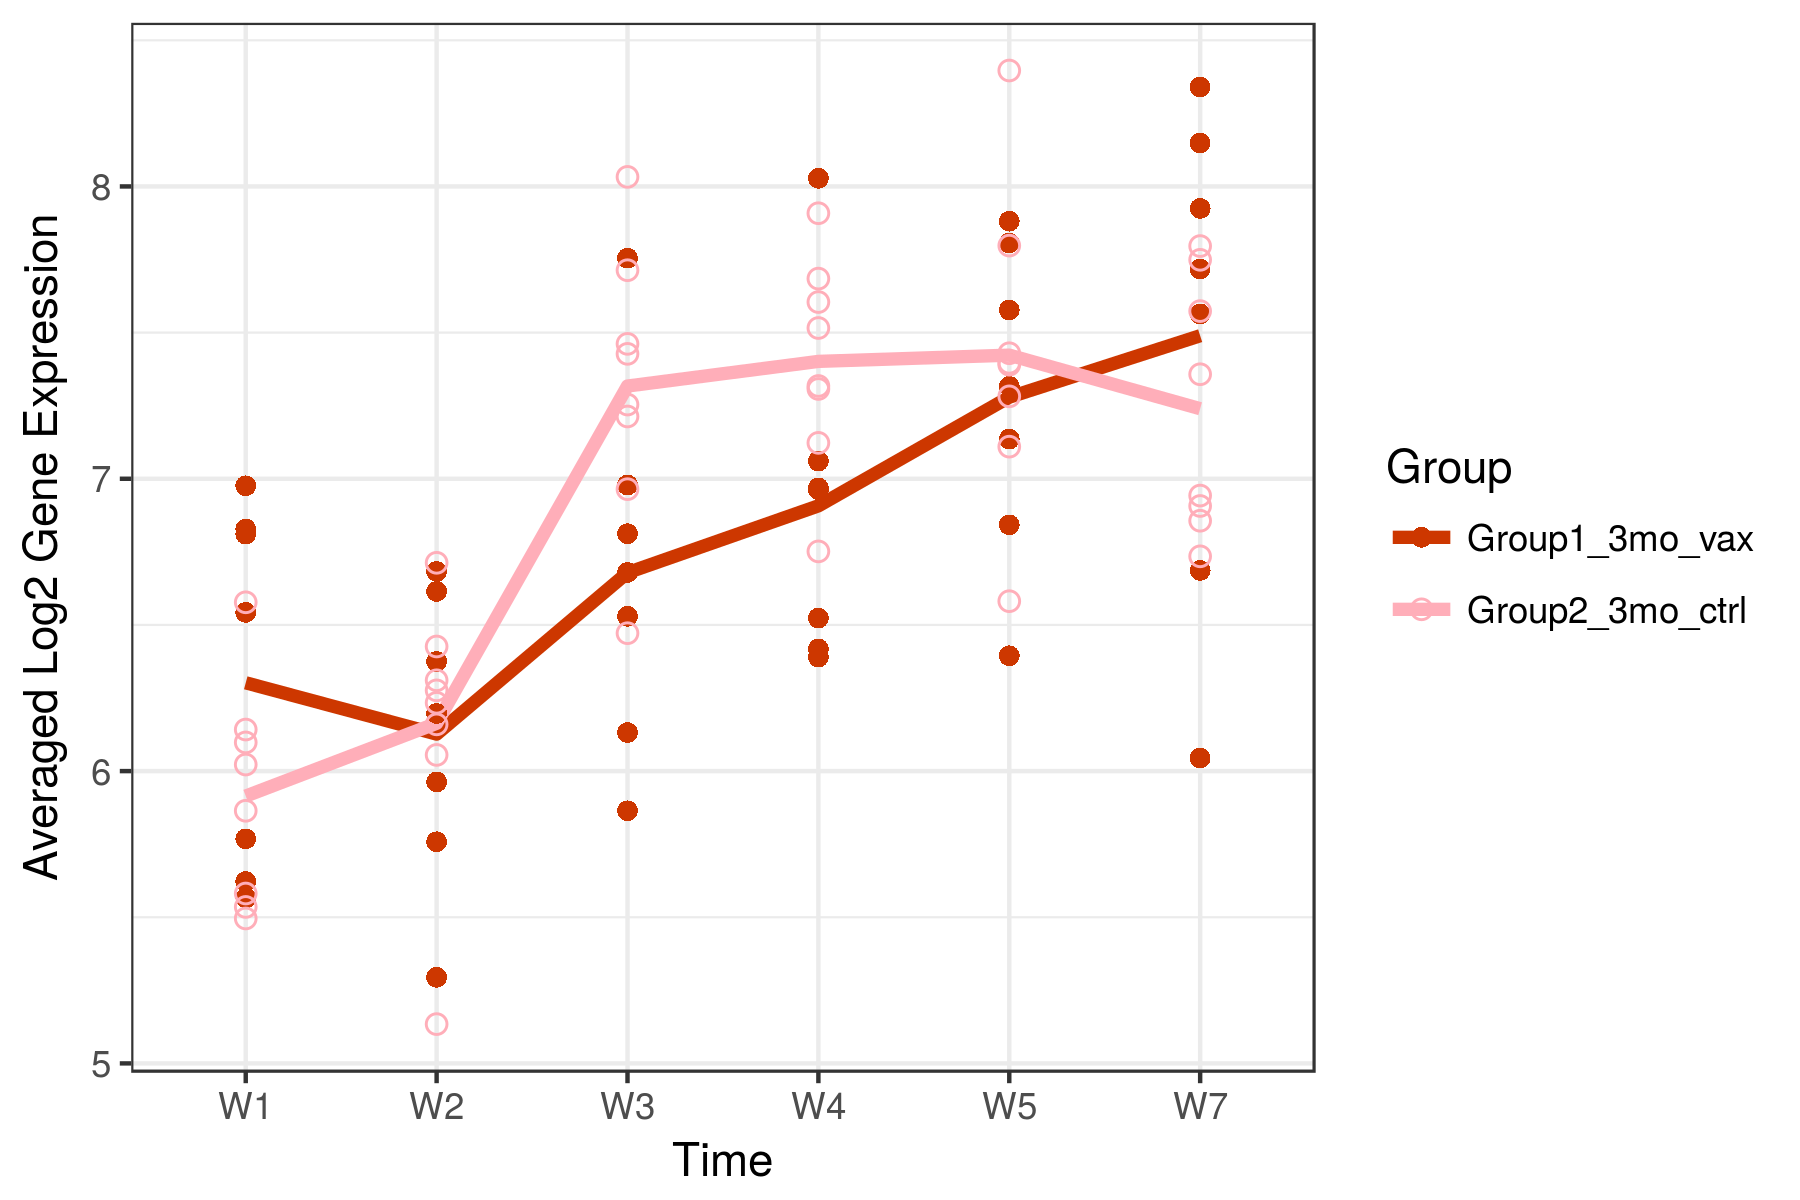 Averaged Log2 Gene Expression
8
7
6
5
W1 W2 W3 W4 W5 W7
Time
Group
Group1_3mo_vax
Group2_3mo_ctrl